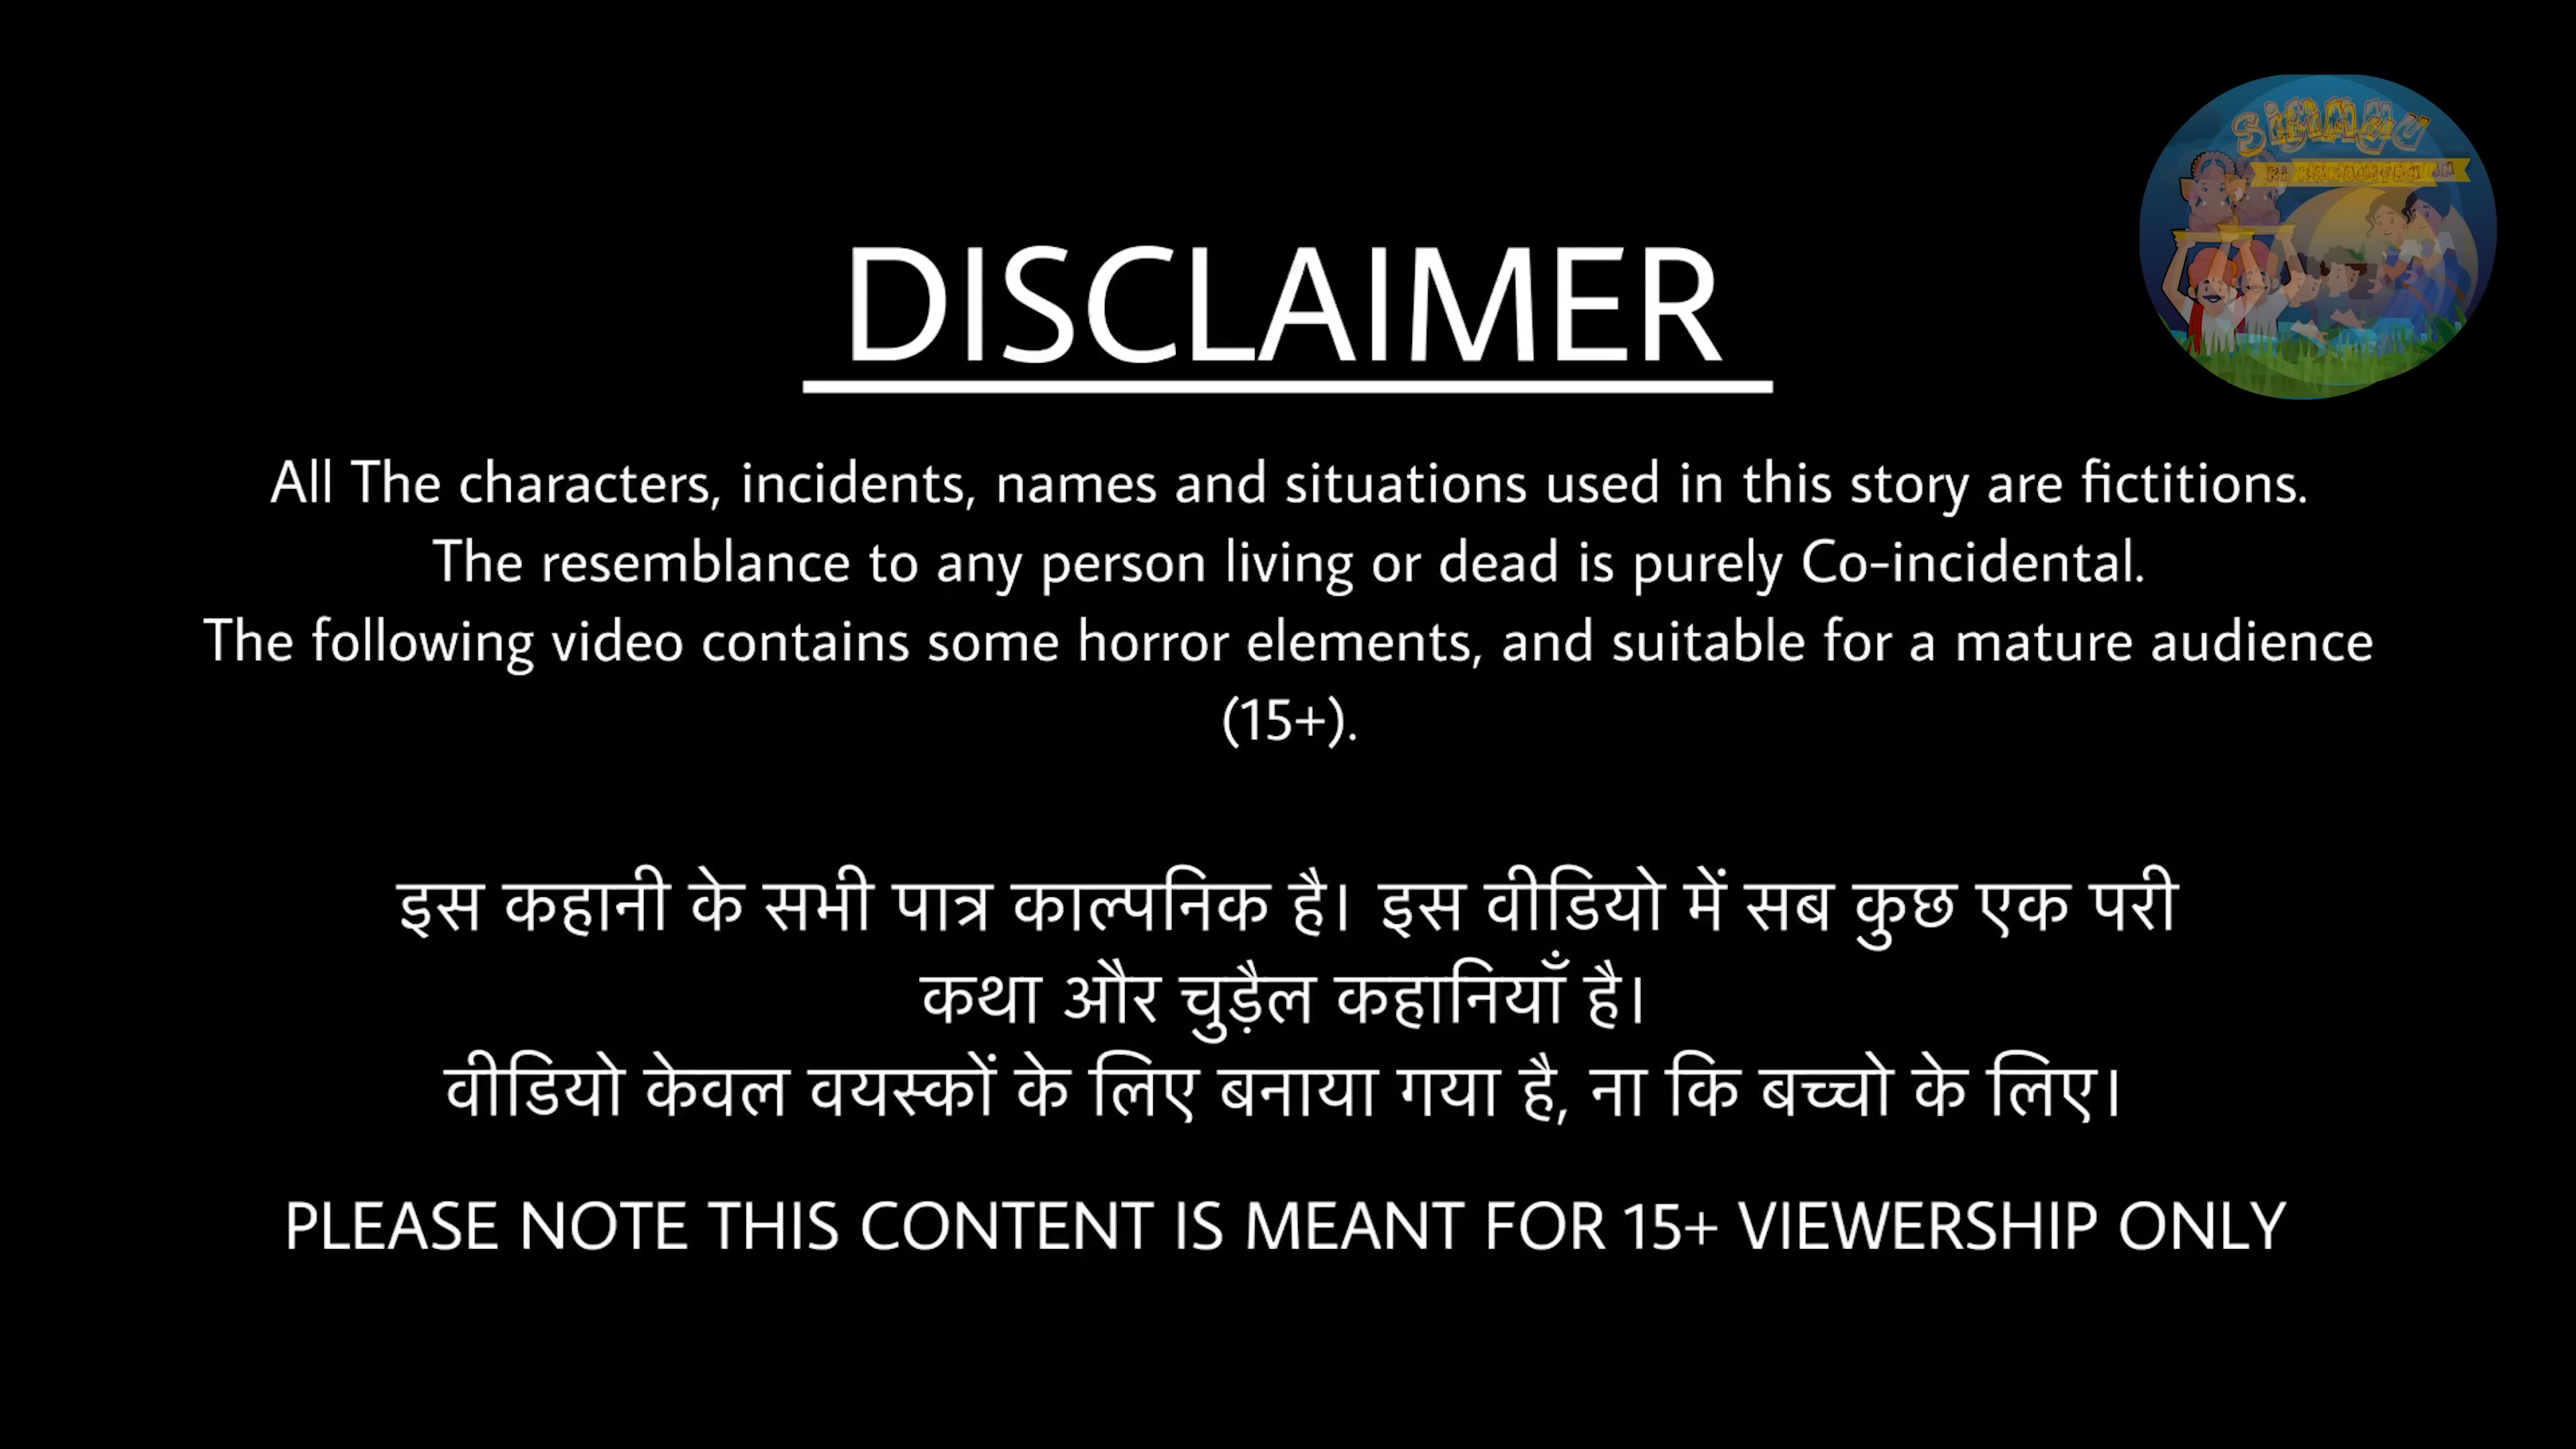 DISCLAIMER
All The characters, incidents, names and situations used in this story are fictitions.
The resemblance to any person living or dead is purely Co-incidental.
The following video contains some horror elements, and suitable for a mature audience
(15+).
इस कहानी के सभी पात्र काल्पनिक है। इस वीडियो में सब कुछ एक परी
कथा और चुड़ैल कहानियाँ है।
वीडियो केवल वयस्कों के लिए बनाया गया है, ना कि बच्चो के लिए।
PLEASE NOTE THIS CONTENT IS MEANT FOR 15+ VIEWERSHIP ONLY